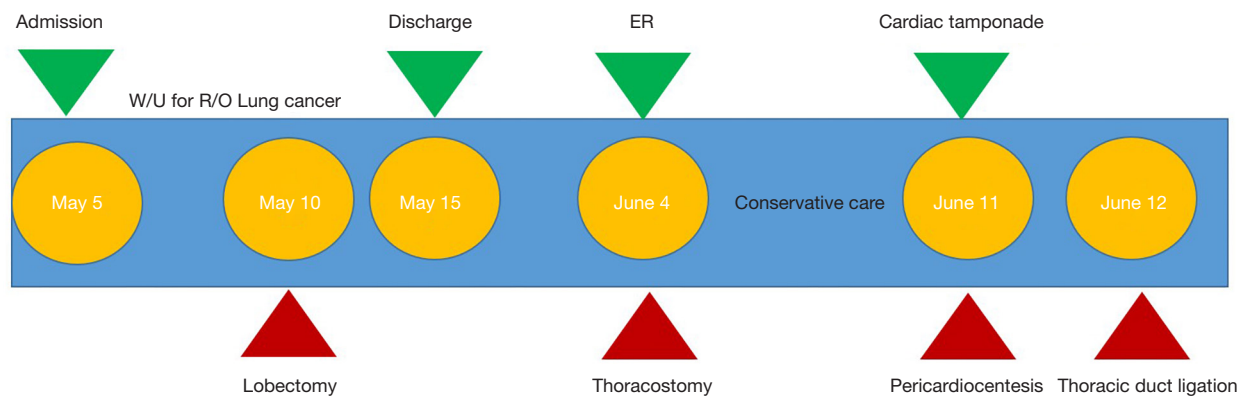 Admission
Discharge
ER
Cardiac tamponade
W/U for R/O Lung cancer
May 5
May 10
May 15
June 4
Conservative care
June 11
June 12
Lobectomy
Thoracostomy
Pericardiocentesis
Thoracic duct ligation